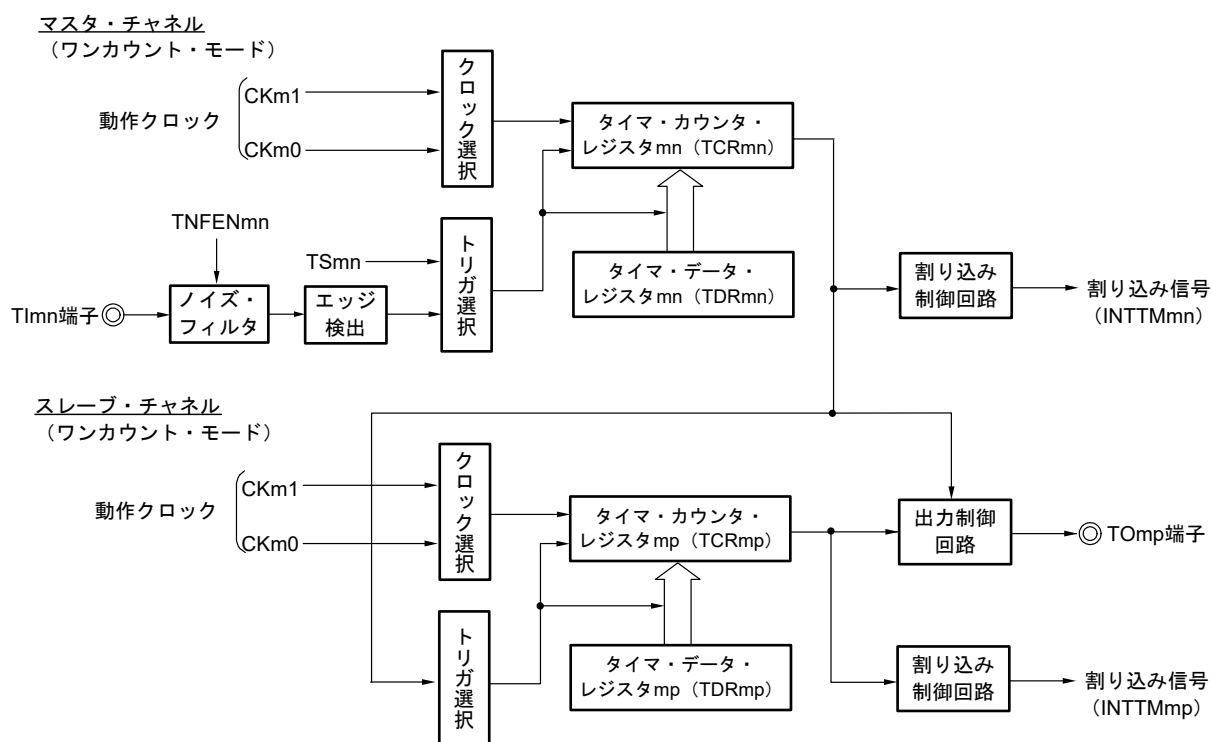 マスタ・チャネル
（ワンカウント・モード）
動作クロック
CKm1
CKm0
クロック選択
タイマ・カウンタ・
レジスタmn（TCRmn）
TNFENmn
TSmn
トリガ選択
タイマ・データ・
レジスタmn（TDRmn）
TImn端子
ノイズ・
フィルタ
エッジ
検出
割り込み
制御回路
割り込み信号
（INTTMmn）
スレーブ・チャネル
（ワンカウント・モード）
動作クロック
CKm1
CKm0
クロック選択
タイマ・カウンタ・
レジスタmp（TCRmp）
出力制御
回路
TOmp端子
トリガ選択
タイマ・データ・
レジスタmp（TDRmp）
割り込み
制御回路
割り込み信号
（INTTMmp）